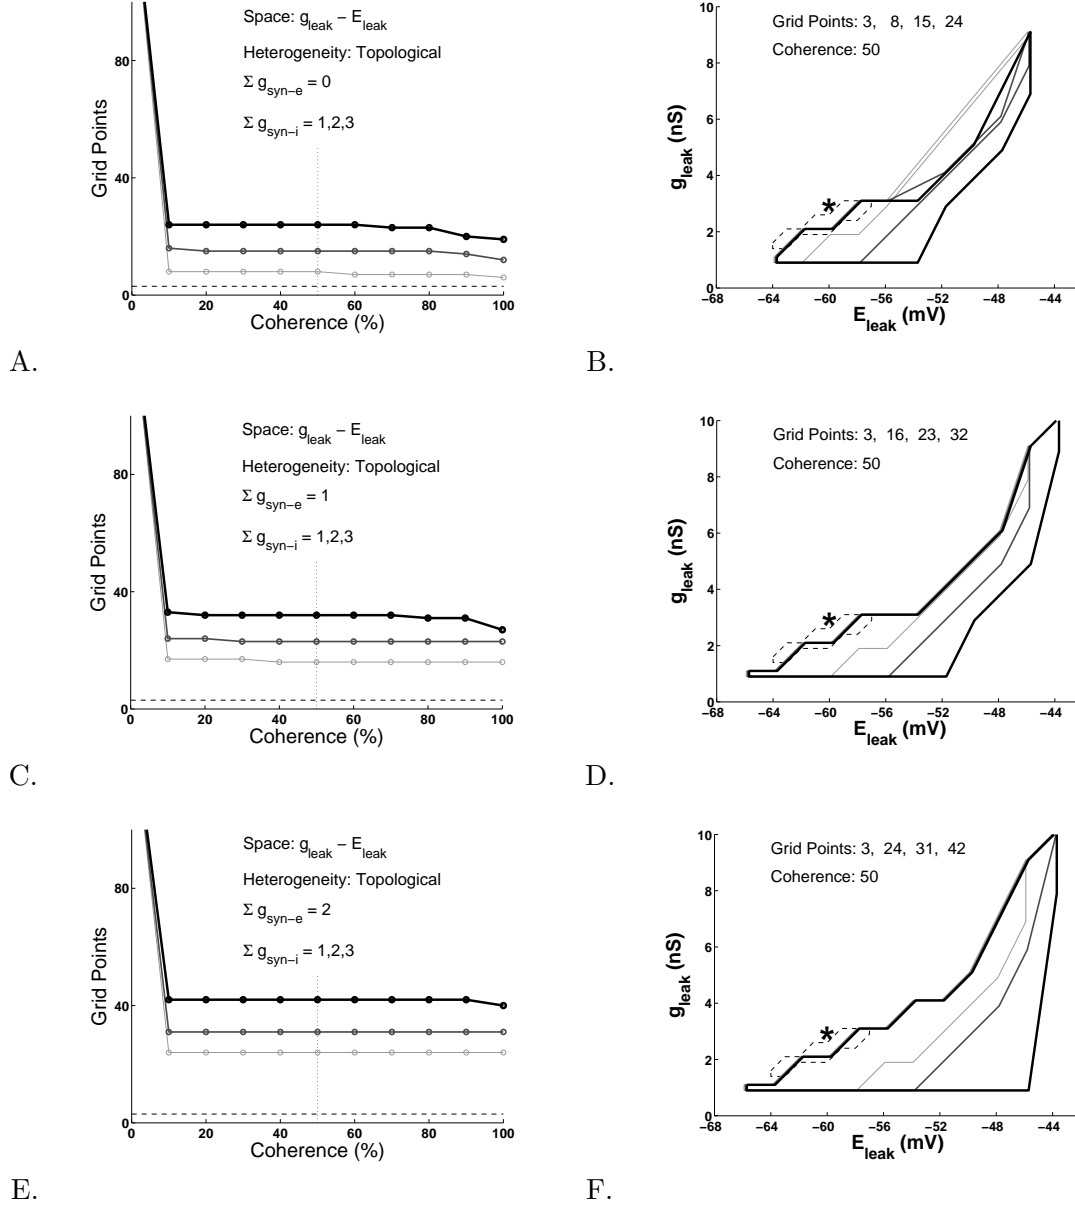 Space: g_leak − E_leak
Heterogeneity: Topological
Σ g_syn−e = 0
Σ g_syn−i = 1,2,3
Grid Points
80
40
0
0 20 40 60 80 100
Coherence (%)
A.
Grid Points: 3, 8, 15, 24
Coherence: 50
g_leak (nS)
10
8
6
4
2
0
*
−68 −64 −60 −56 −52 −48 −44
E_leak (mV)
B.
Space: g_leak − E_leak
Heterogeneity: Topological
Σ g_syn−e = 1
Σ g_syn−i = 1,2,3
Grid Points
80
40
0
0 20 40 60 80 100
Coherence (%)
C.
Grid Points: 3, 16, 23, 32
Coherence: 50
g_leak (nS)
10
8
6
4
2
0
*
−68 −64 −60 −56 −52 −48 −44
E_leak (mV)
D.
Space: g_leak − E_leak
Heterogeneity: Topological
Σ g_syn−e = 2
Σ g_syn−i = 1,2,3
Grid Points
80
40
0
0 20 40 60 80 100
Coherence (%)
E.
Grid Points: 3, 24, 31, 42
Coherence: 50
g_leak (nS)
10
8
6
4
2
0
*
−68 −64 −60 −56 −52 −48 −44
E_leak (mV)
F.